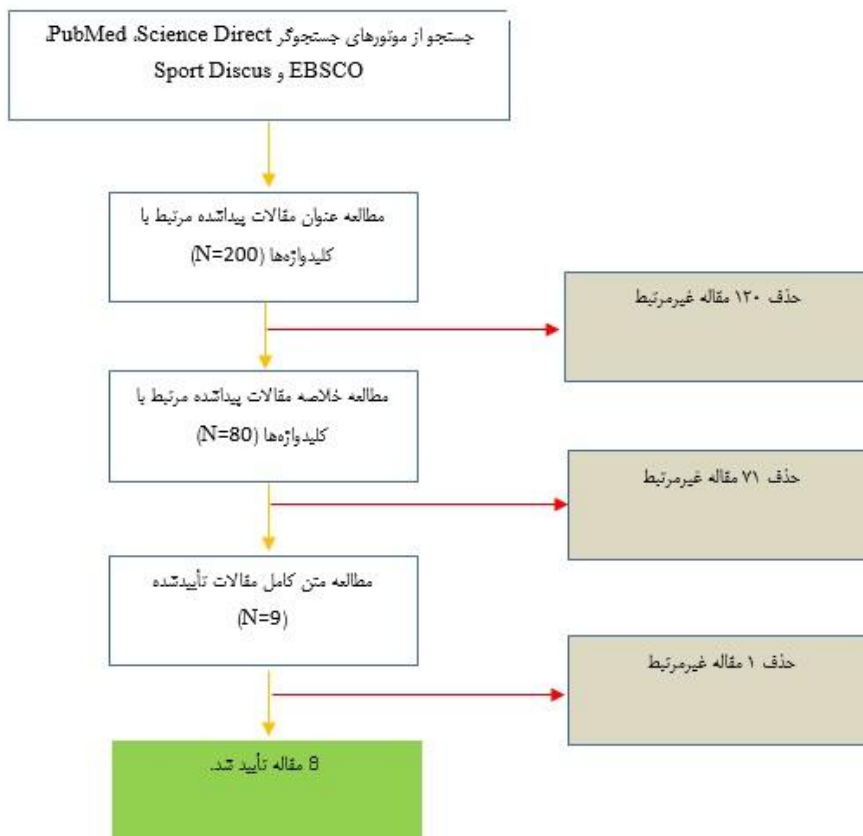 جستجو از موتورهای جستجوگر PubMed ،Science Direct،
EBSCO و Sport Discus
مطالعه عنوان مقالات پیداشده مرتبط با
کلیدواژه‌ها (N=200)
حذف ۱۲۰ مقاله غیرمرتبط
مطالعه خلاصه مقالات پیداشده مرتبط با
کلیدواژه‌ها (N=80)
حذف ۷۱ مقاله غیرمرتبط
مطالعه متن کامل مقالات تأییدشده
(N=9)
حذف ۱ مقاله غیرمرتبط
8 مقاله تأیید شد.